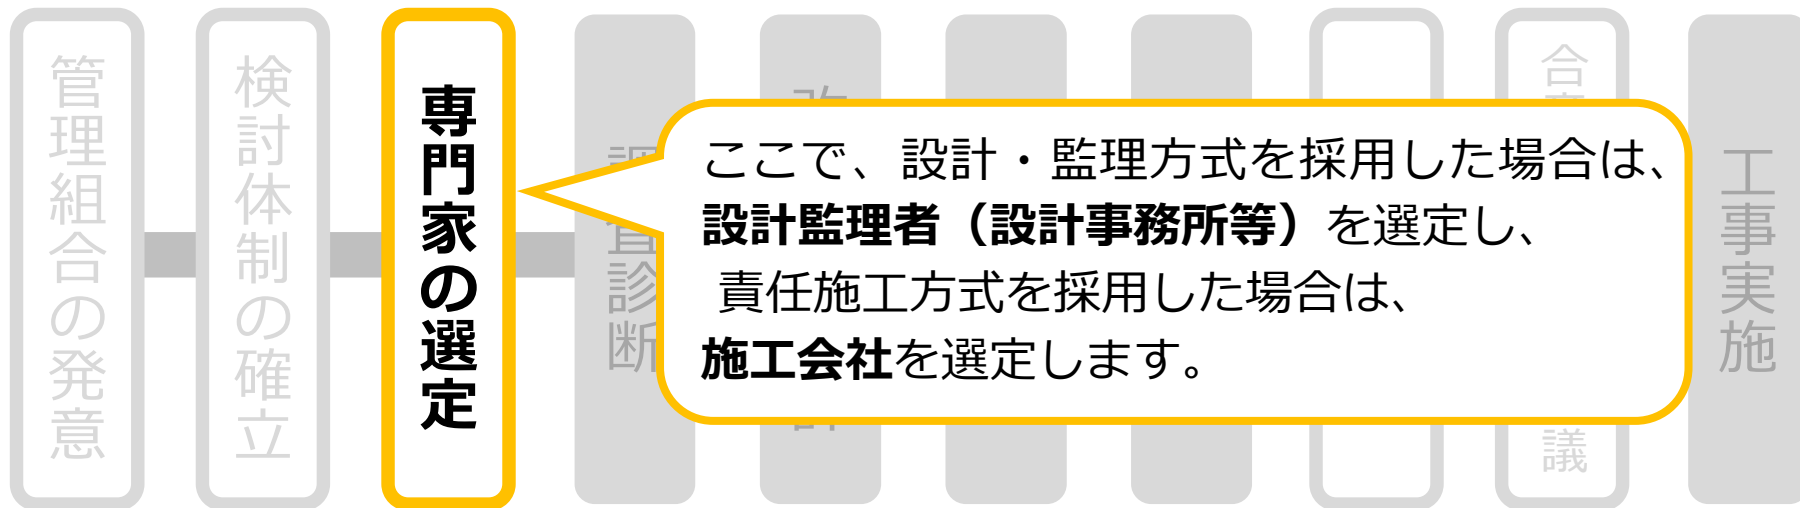 管理組合の発意
検討体制の確立
専門家の選定
ここで、設計・監理方式を採用した場合は、
設計監理者（設計事務所等）を選定し、
責任施工方式を採用した場合は、
施工会社を選定します。
診断
合
議
工事実施